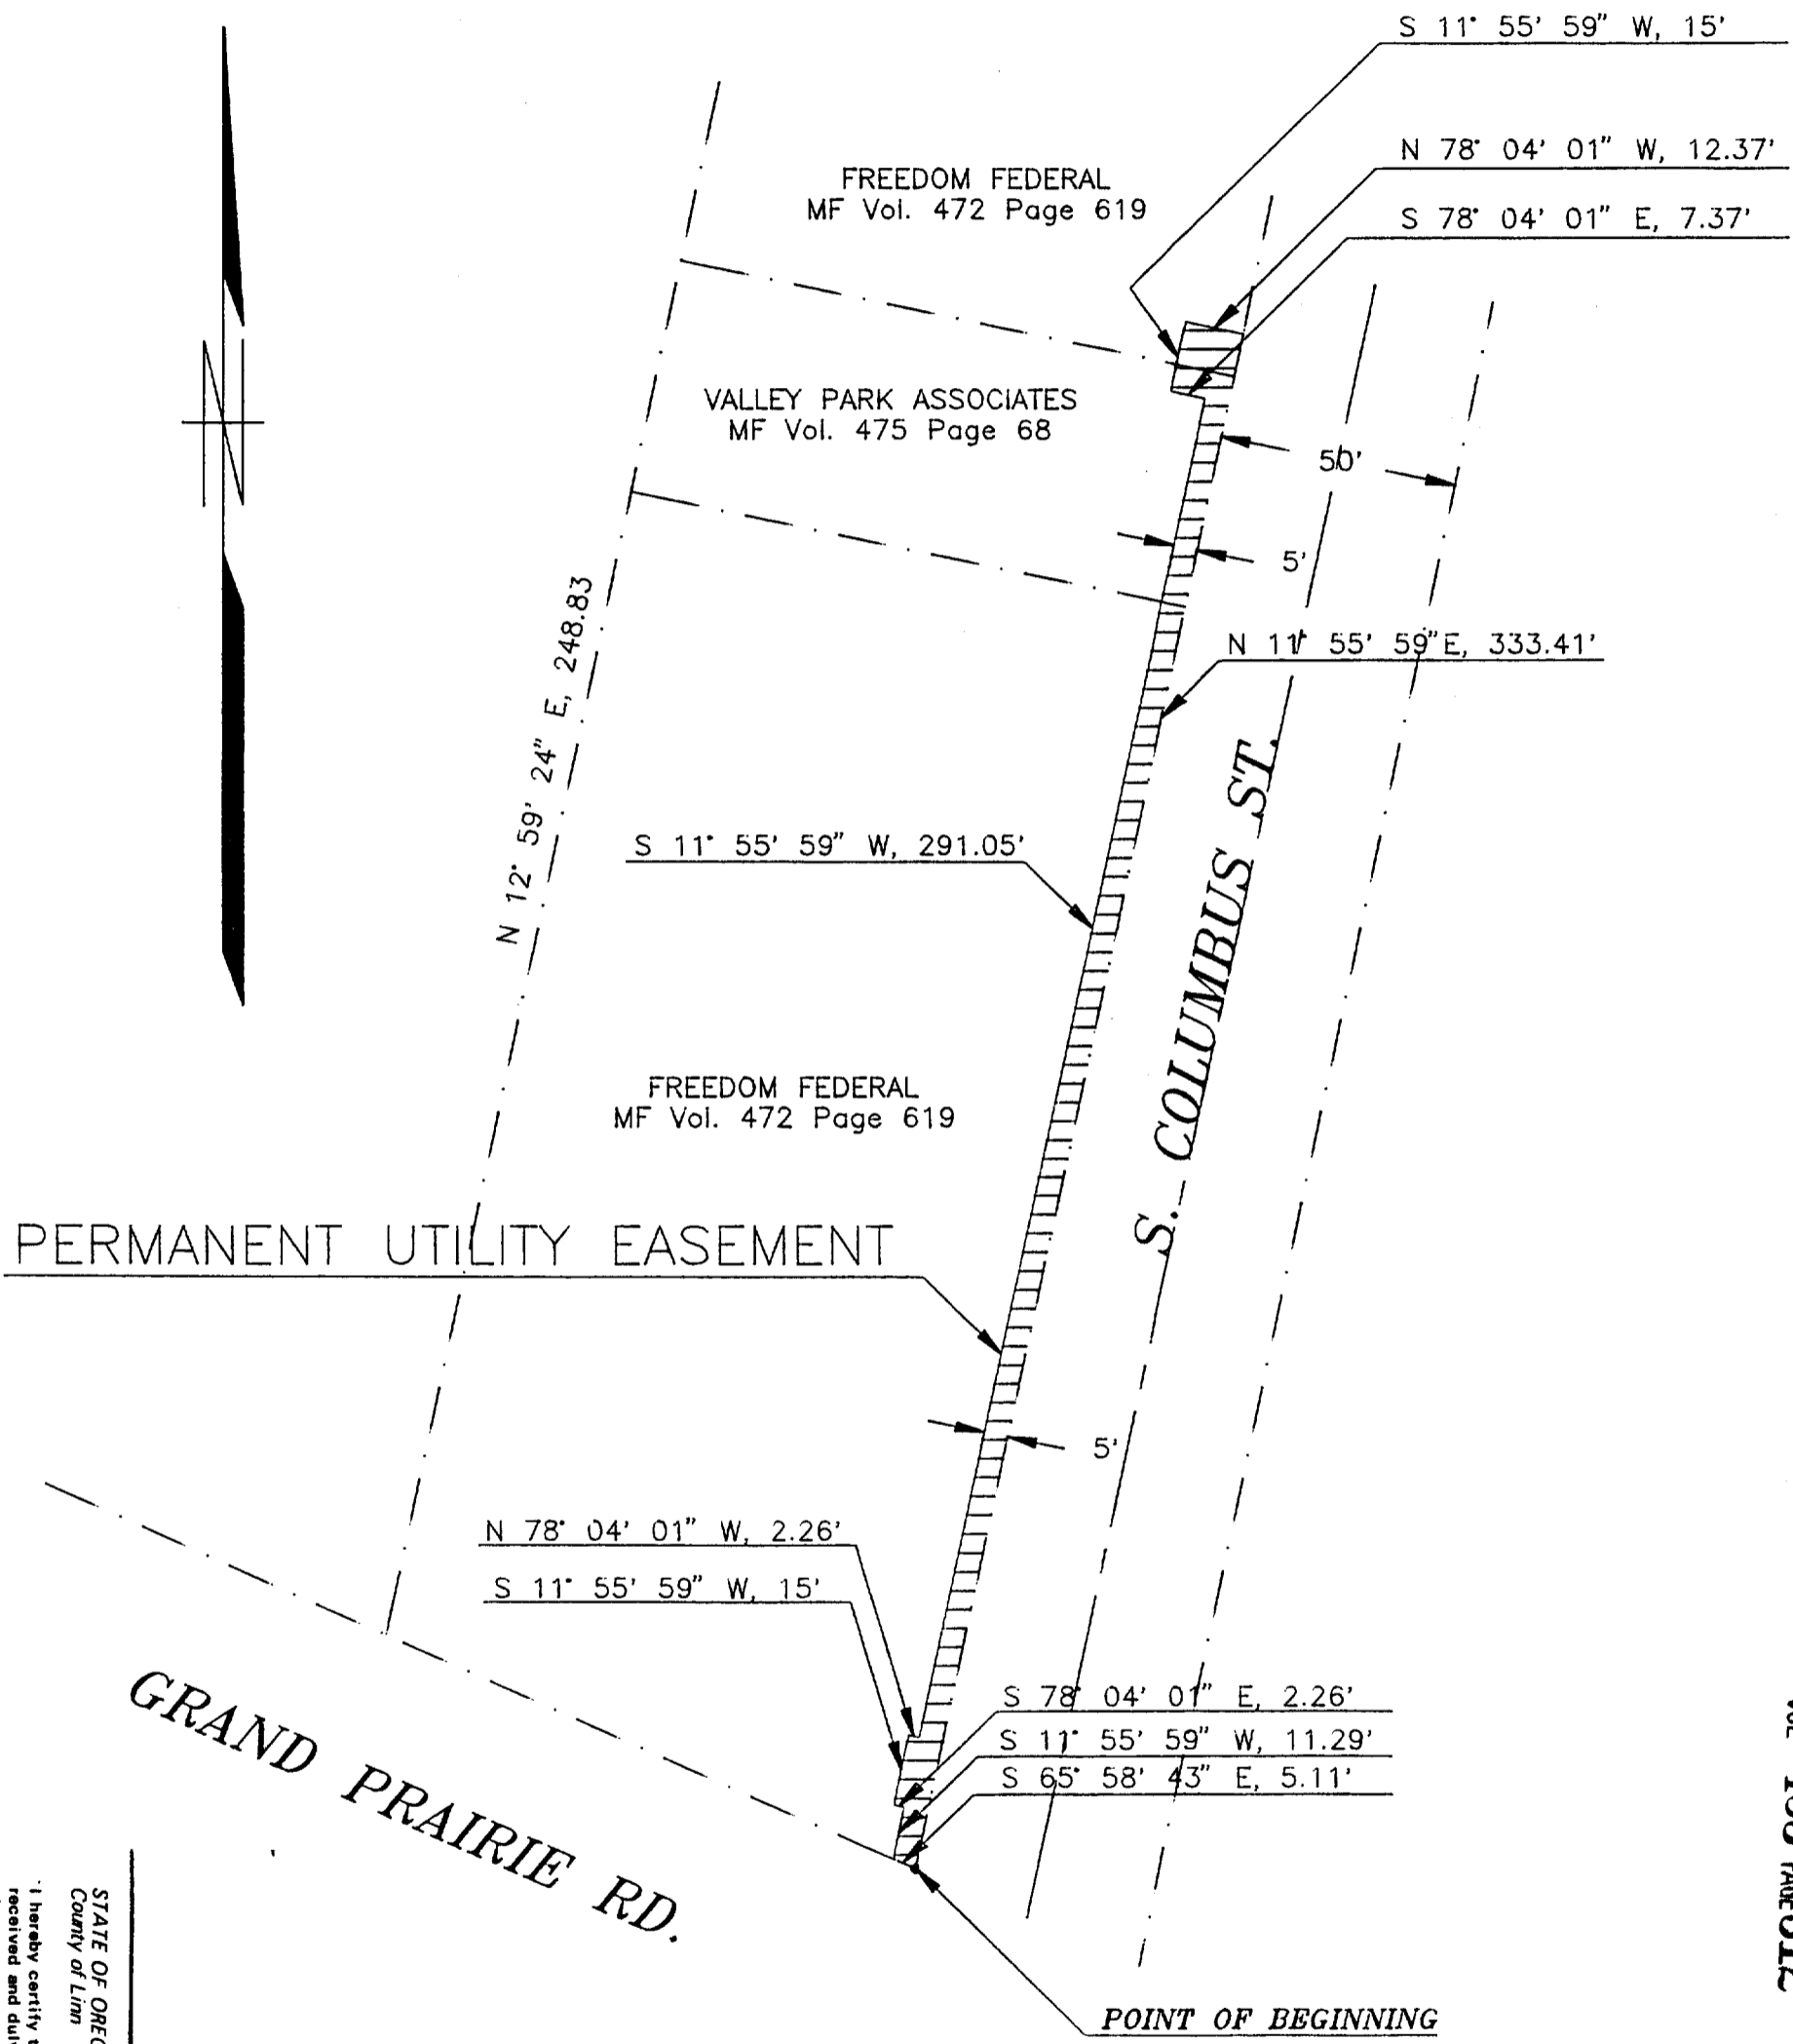 S 11° 55' 59" W, 15'
N 78° 04' 01" W, 12.37'
S 78° 04' 01" E, 7.37'
FREEDOM FEDERAL
MF Vol. 472 Page 619
VALLEY PARK ASSOCIATES
MF Vol. 475 Page 68
50'
5'
N 12° 59' 24" E, 248.83
N 11° 55' 59" E, 333.41'
S 11° 55' 59" W, 291.05'
S. COLUMBUS ST.
FREEDOM FEDERAL
MF Vol. 472 Page 619
PERMANENT UTILITY EASEMENT
5'
N 78° 04' 01" W, 2.26'
S 11° 55' 59" W, 15'
S 78° 04' 01" E, 2.26'
S 11° 55' 59" W, 11.29'
S 65° 58' 43" E, 5.11'
GRAND PRAIRIE RD.
POINT OF BEGINNING
STATE OF
County of Linn
I hereby certify
received and